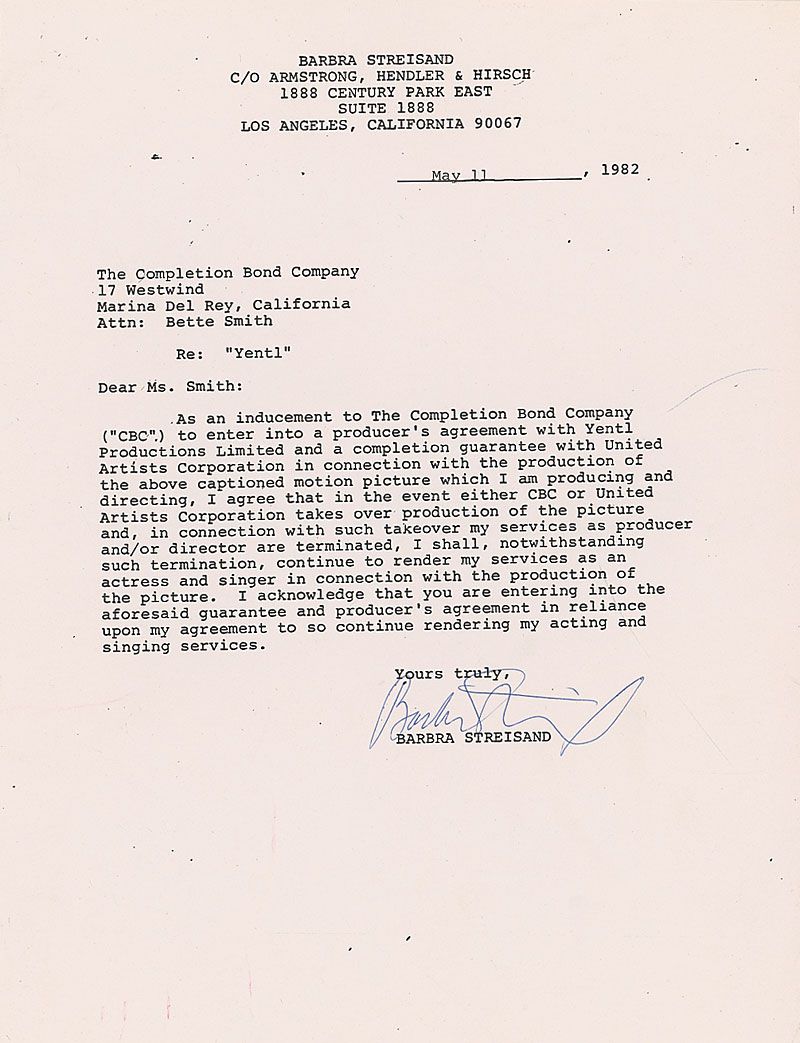 BARBRA STREISAND
C/O ARMSTRONG, HENDLER & HIRSCH
1888 CENTURY PARK EAST
SUITE 1888
LOS ANGELES, CALIFORNIA 90067
May 11, 1982
The Completion Bond Company
17 Westwind
Marina Del Rey, California
Attn: Bette Smith
Re: "Yentl"
Dear Ms. Smith:
As an inducement to The Completion Bond Company
("CBC".) to enter into a producer's agreement with Yentl
Productions Limited and a completion guarantee with United
Artists Corporation in connection with the production of
the above captioned motion picture which I am producing and
directing, I agree that in the event either CBC or United
Artists Corporation takes over production of the picture
and, in connection with such takeover my services as producer
and/or director are terminated, I shall, notwithstanding
such termination, continue to render my services as an
actress and singer in connection with the production of
the picture. I acknowledge that you are entering into the
aforesaid guarantee and producer's agreement in reliance
upon my agreement to so continue rendering my acting and
singing services.
Yours truly,
Barbra Streisand
BARBRA STREISAND